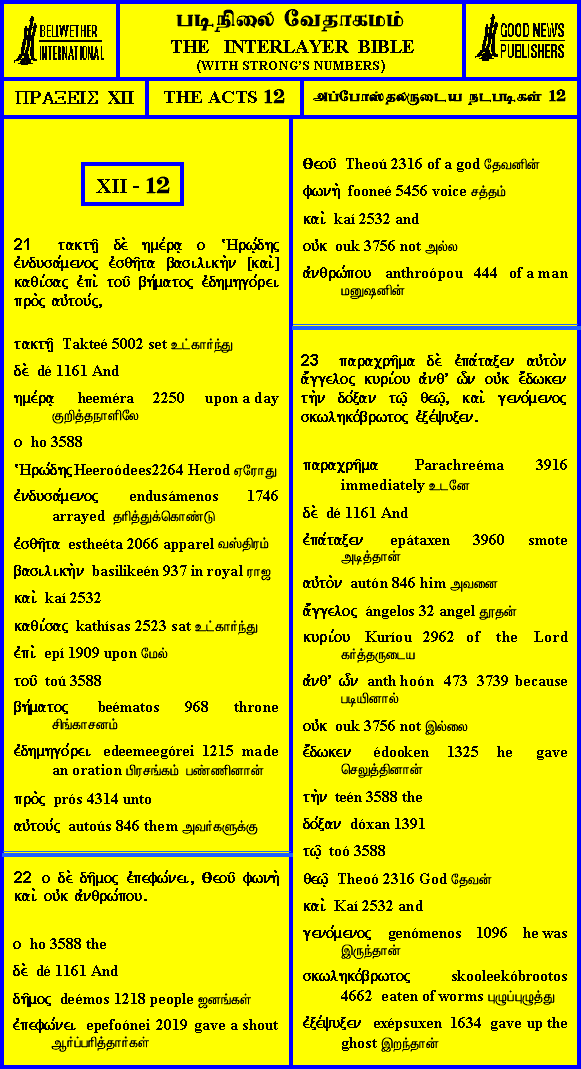 BELLWETHER
INTERNATIONAL
படிநிலை வேதாகமம்
THE INTERLAYER BIBLE
(WITH STRONG'S NUMBERS)
GOOD NEWS
PUBLISHERS
ΠΡΑΞΕΙΣ XII
THE ACTS 12
அப்போஸ்தலருடைய நடபடிகள் 12
XII - 12
21 τακτῇ δὲ ημέρᾳ ο Ἡρῴδης
ἐνδυσάμενος ἐσθῆτα βασιλικὴν [καὶ]
καθίσας ἐπὶ τοῦ βήματος ἐδημηγόρει
πρὸς αὐτούς,
τακτῇ Takteé 5002 set உட்கார்ந்து
δὲ dé 1161 And
ημέρᾳ heeméra 2250 upon a day
குறித்தநாளிலே
ο ho 3588
Ἡρῴδης Heeroódees2264 Herod ஏரோது
ἐνδυσάμενος endusámenos 1746
arrayed தரித்துக்கொண்டு
ἐσθῆτα estheéta 2066 apparel வஸ்திரம்
βασιλικὴν basilikeén 937 in royal ராஜ
καὶ kaí 2532
καθίσας kathísas 2523 sat உட்கார்ந்து
ἐπὶ epí 1909 upon மேல்
τοῦ toú 3588
βήματος beématos 968 throne
சிங்காசனம்
ἐδημηγόρει edeemeegórei 1215 made
an oration பிரசங்கம் பண்ணினான்
πρὸς prós 4314 unto
αὐτούς autoús 846 them அவர்களுக்கு
22 ο δὲ δῆμος ἐπεφώνει, Θεοῦ φωνὴ
καὶ οὐκ ἀνθρώπου.
ο ho 3588 the
δὲ dé 1161 And
δῆμος deémos 1218 people ஜனங்கள்
ἐπεφώνει epefoónei 2019 gave a shout
ஆர்ப்பரித்தார்கள்
Θεοῦ Theoú 2316 of a god தேவனின்
φωνὴ fooneé 5456 voice சத்தம்
καὶ kaí 2532 and
οὐκ ouk 3756 not அல்ல
ἀνθρώπου anthroópou 444 of a man
மனுஷனின்
23 παραχρῆμα δὲ ἐπάταξεν αὐτὸν
ἄγγελος κυρίου ἀνθ' ὧν οὐκ ἔδωκεν
τὴν δόξαν τῷ θεῷ, καὶ γενόμενος
σκωληκόβρωτος ἐξέψυξεν.
παραχρῆμα Parachreéma 3916
immediately உடனே
δὲ dé 1161 And
ἐπάταξεν epátaxen 3960 smote
அடித்தான்
αὐτὸν autón 846 him அவனை
ἄγγελος ángelos 32 angel தூதன்
κυρίου Kuríou 2962 of the Lord
கர்த்தருடைய
ἀνθ' ὧν anth hoón 473 3739 because
படியினால்
οὐκ ouk 3756 not இல்லை
ἔδωκεν édooken 1325 he gave
செலுத்தினான்
τὴν teén 3588 the
δόξαν dóxan 1391
τῷ toó 3588
θεῷ Theoó 2316 God தேவன்
καὶ Kaí 2532 and
γενόμενος genómenos 1096 he was
இருந்தான்
σκωληκόβρωτος skooleekóbrootos
4662 eaten of worms புழுப்புழுத்து
ἐξέψυξεν exépsuxen 1634 gave up the
ghost இறந்தான்